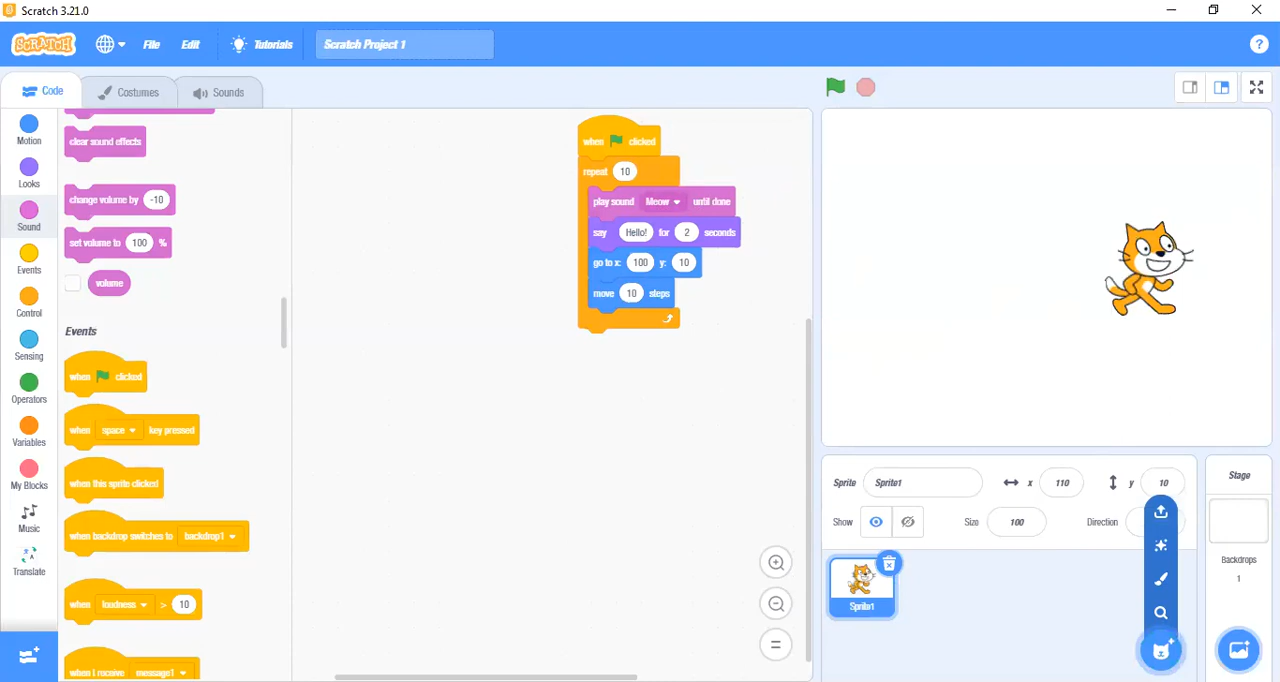 Scratch 3.21.0
SCRATCH File Edit Tutorials Scratch Project 1 ?
Code Costumes Sounds
Motion
Looks
Sound
Events
Control
Sensing
Operators
Variables
My Blocks
Music
Translate
clear sound effects
change volume by -10
set volume to 100 %
volume
Events
when clicked
when space key pressed
when this sprite clicked
when backdrop switches to backdrop1
when loudness > 10
when I receive message1
when clicked
repeat 10
play sound Meow until done
say Hello! for 2 seconds
go to x: 100 y: 10
move 10 steps
Sprite Sprite1 x 110 y 10
Show Size 100 Direction
Sprite1
Stage
Backdrops
1